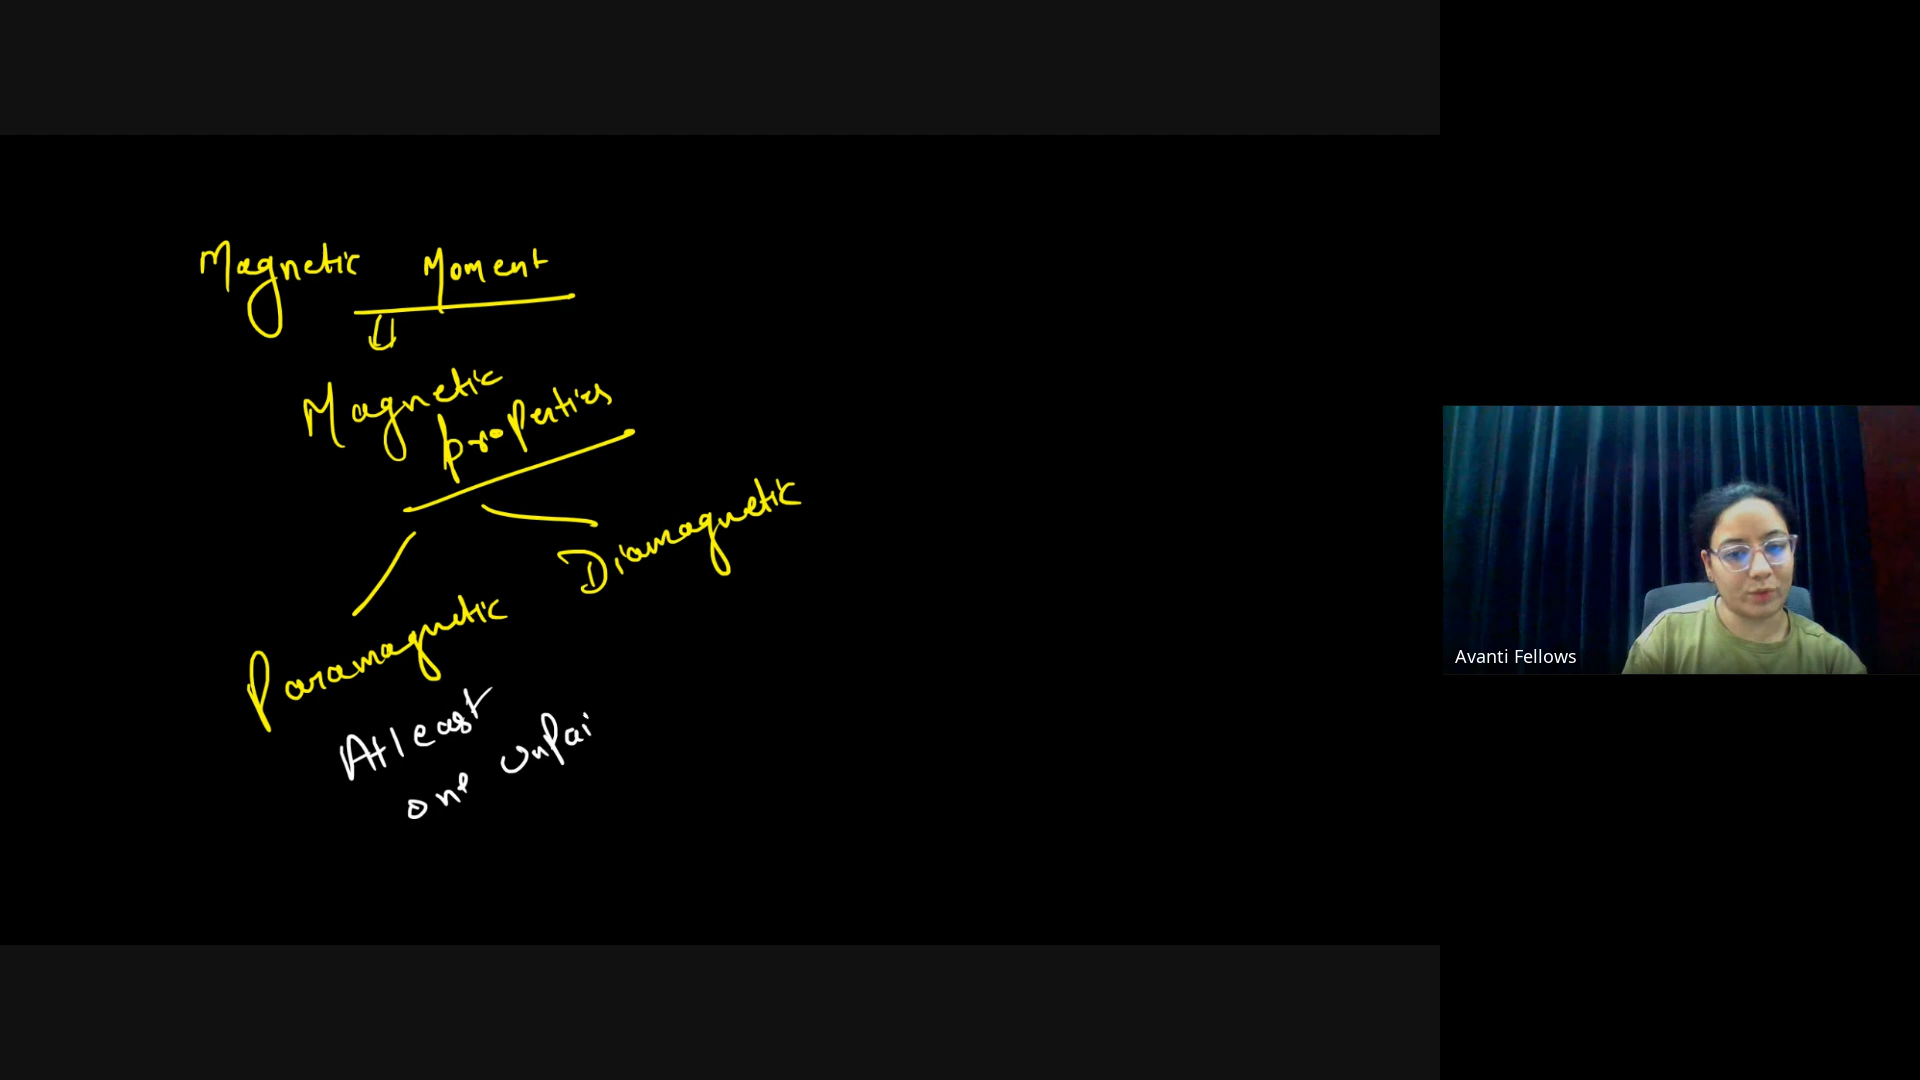 Magnetic Moment
Magnetic
properties
Diamagnetic
Paramagnetic
Atleast
one unpai
Avanti Fellows